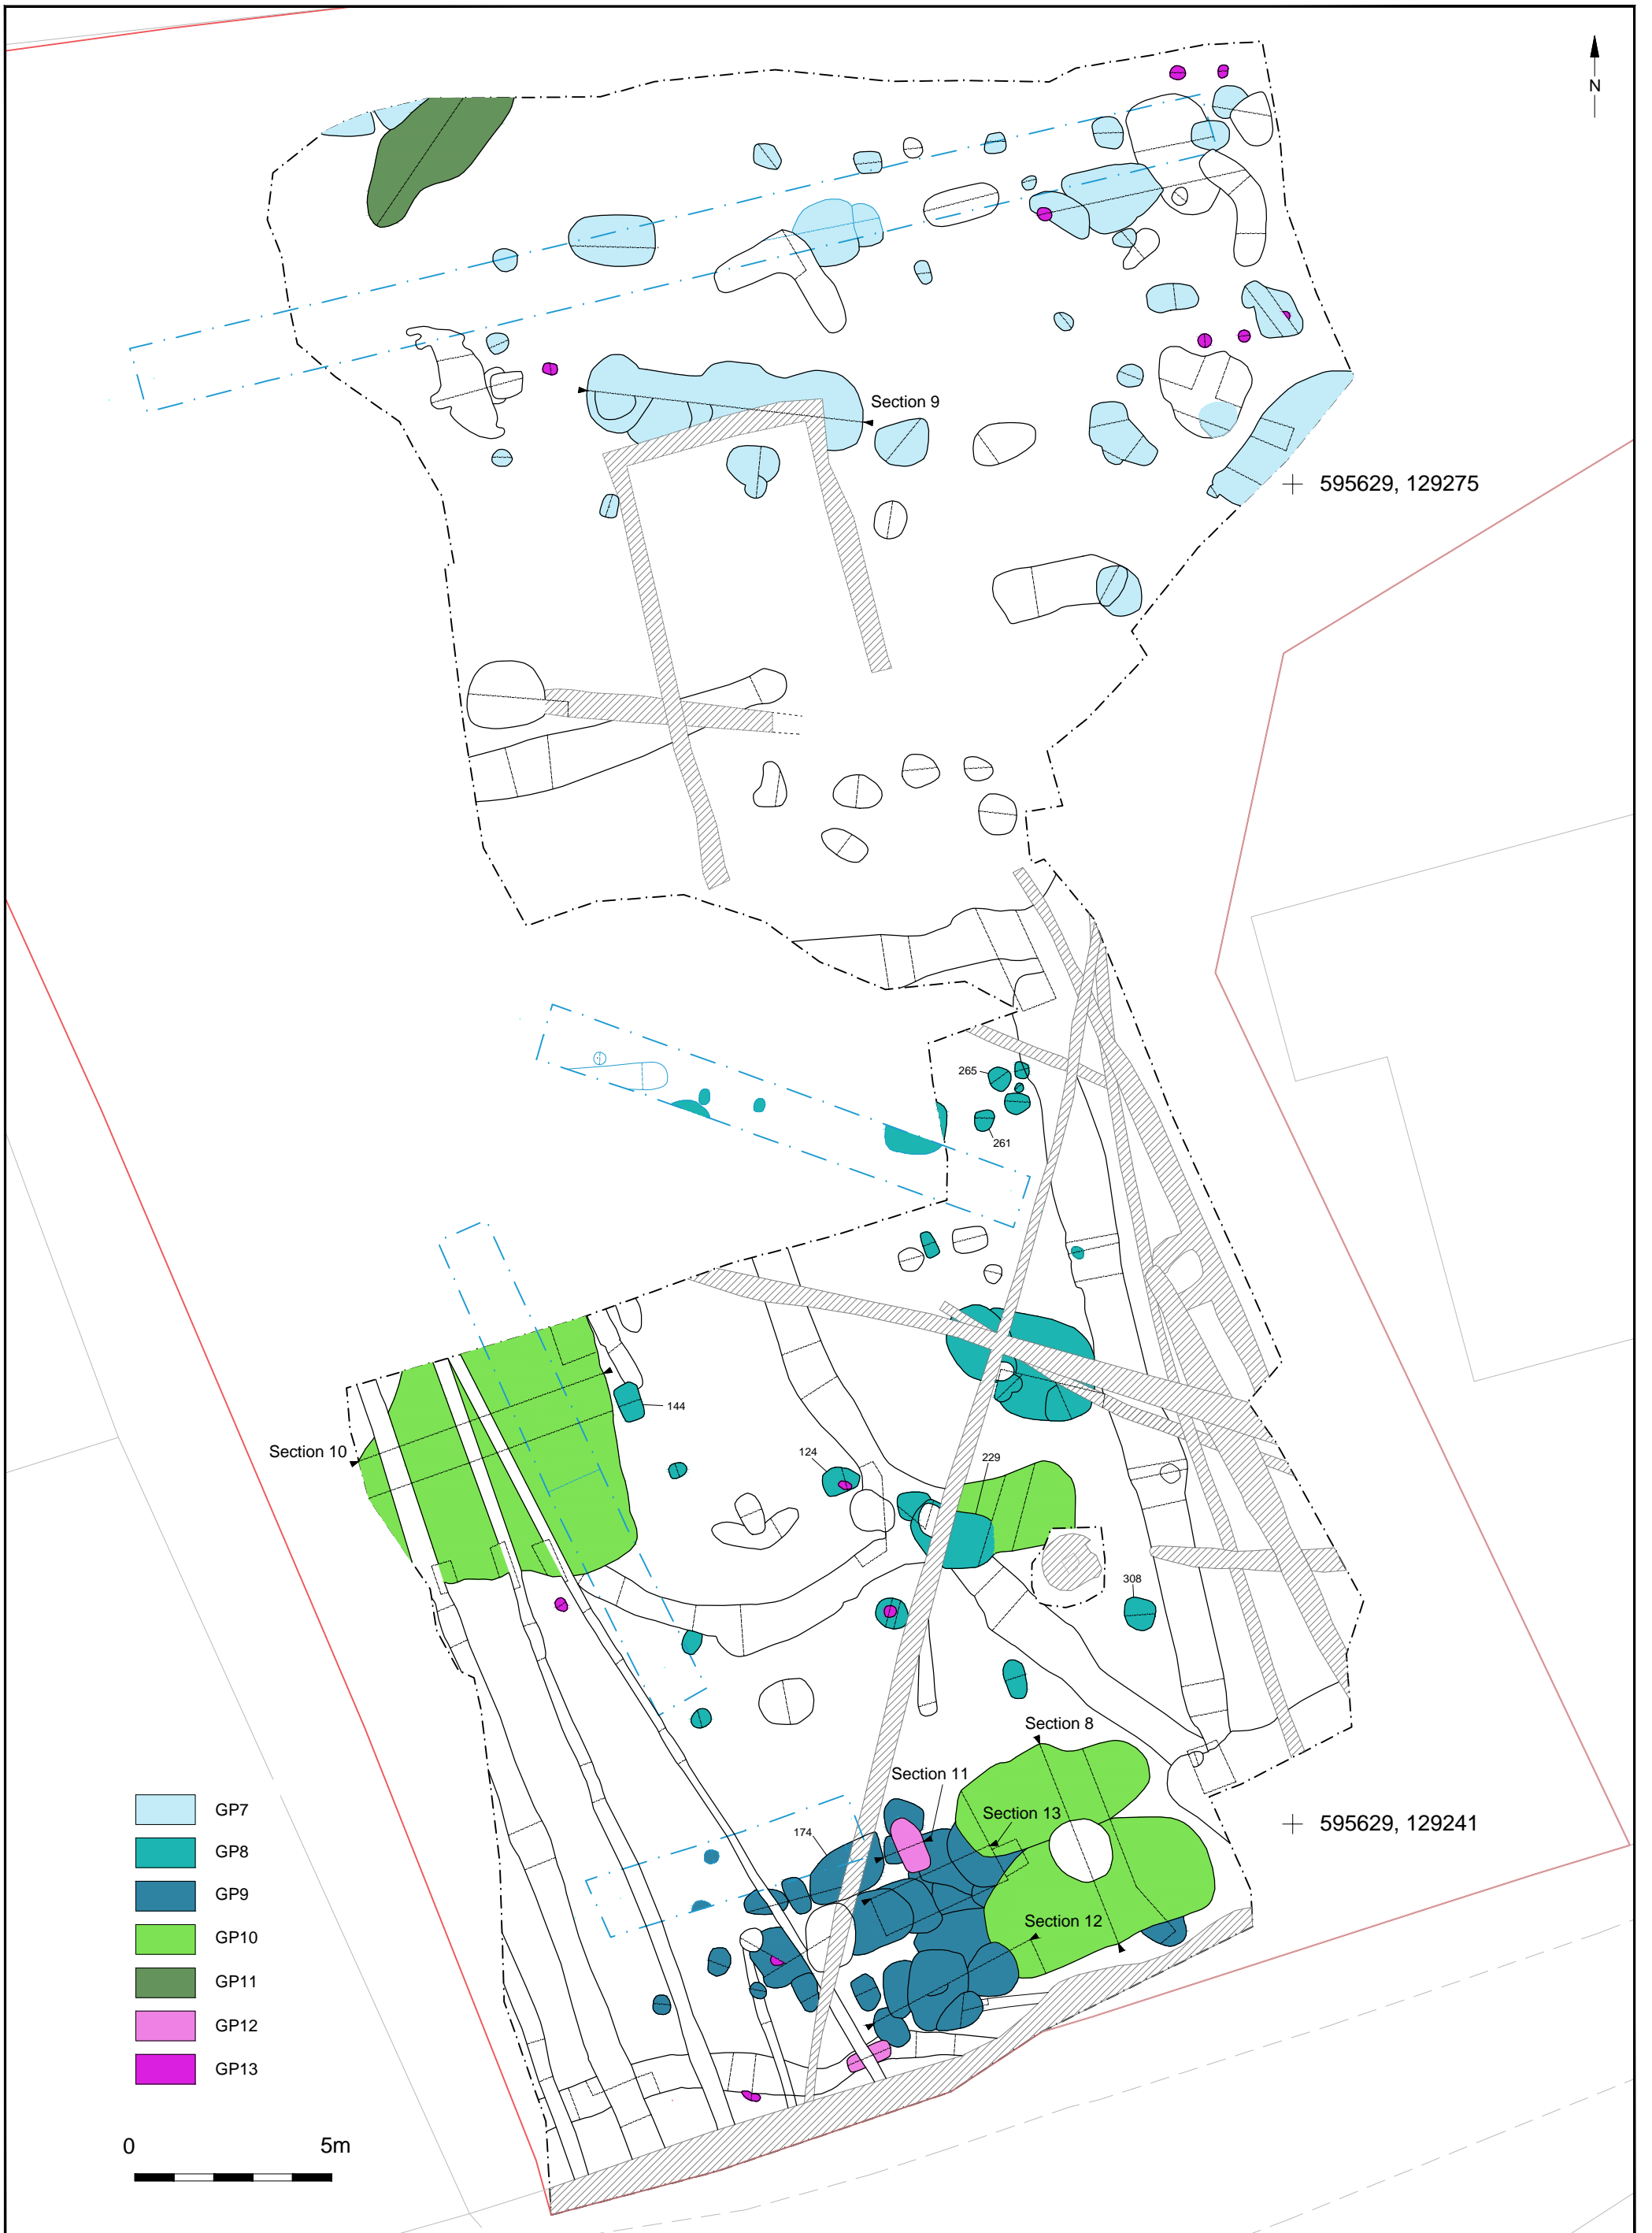 N
Section 9
595629, 129275
265
261
144
Section 10
124
229
308
Section 8
Section 11
Section 13
174
595629, 129241
Section 12
GP7
GP8
GP9
GP10
GP11
GP12
GP13
0 5m